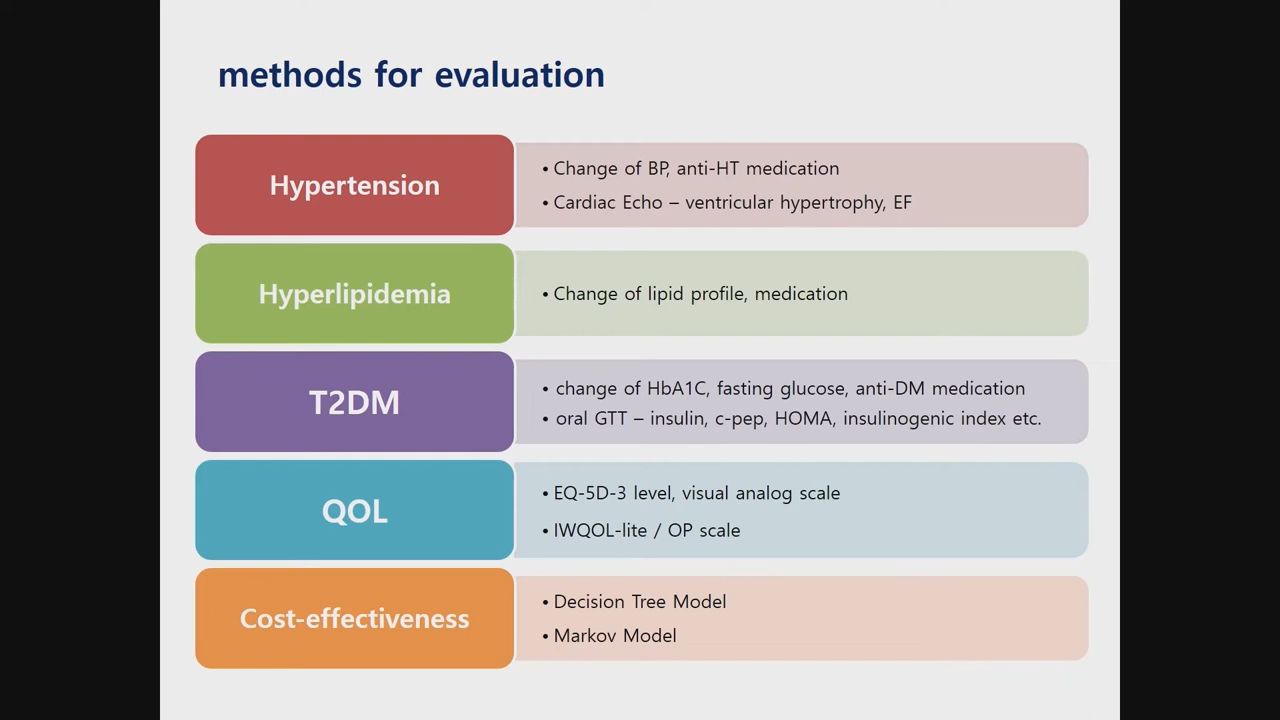 methods for evaluation
Hypertension
• Change of BP, anti-HT medication
• Cardiac Echo – ventricular hypertrophy, EF
Hyperlipidemia
• Change of lipid profile, medication
T2DM
• change of HbA1C, fasting glucose, anti-DM medication
• oral GTT – insulin, c-pep, HOMA, insulinogenic index etc.
QOL
• EQ-5D-3 level, visual analog scale
• IWQOL-lite / OP scale
Cost-effectiveness
• Decision Tree Model
• Markov Model